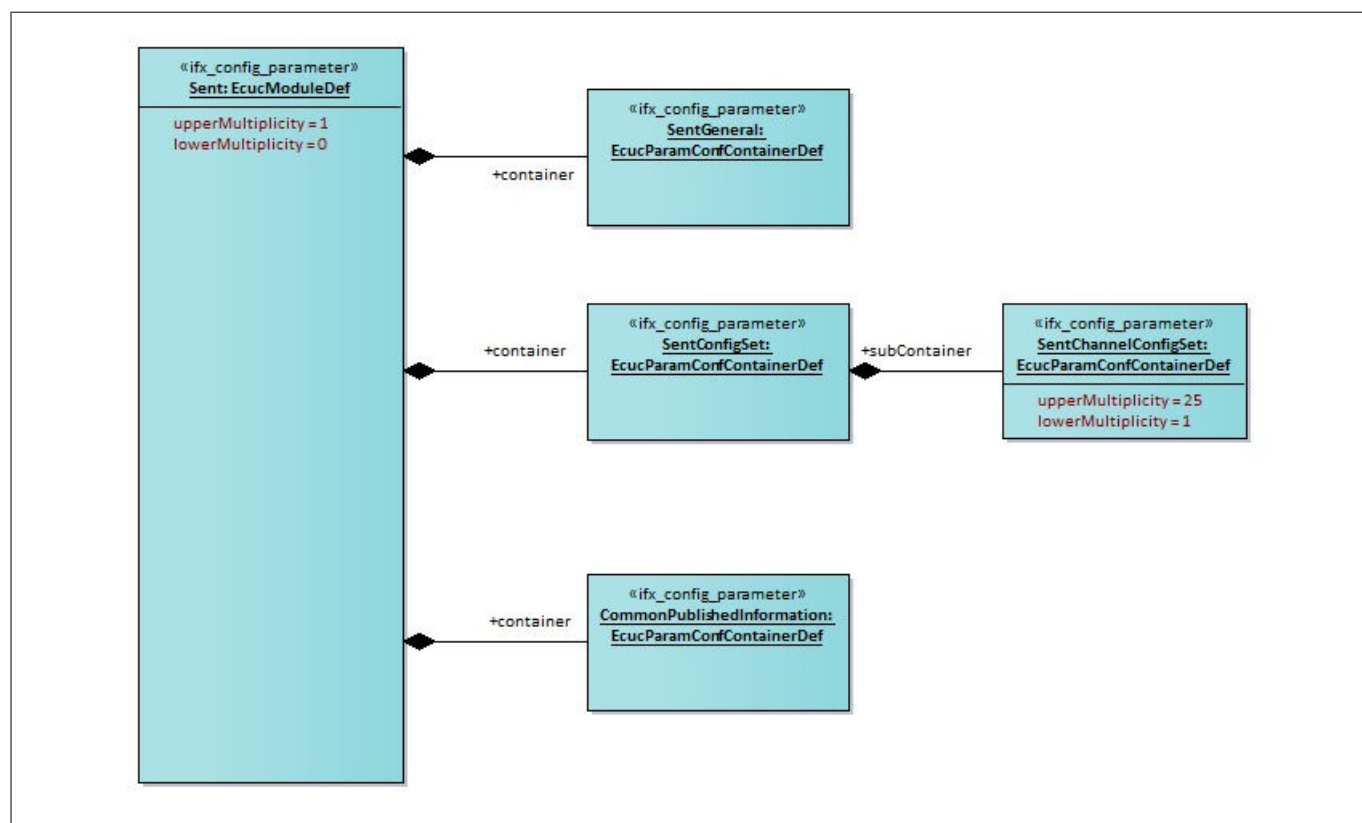 «ifx_config_parameter»
Sent: EcucModuleDef
upperMultiplicity = 1
lowerMultiplicity = 0
«ifx_config_parameter»
SentGeneral:
EcucParamConfContainerDef
+container
«ifx_config_parameter»
SentConfigSet:
EcucParamConfContainerDef
+container
+subContainer
«ifx_config_parameter»
SentChannelConfigSet:
EcucParamConfContainerDef
upperMultiplicity = 25
lowerMultiplicity = 1
«ifx_config_parameter»
CommonPublishedInformation:
EcucParamConfContainerDef
+container